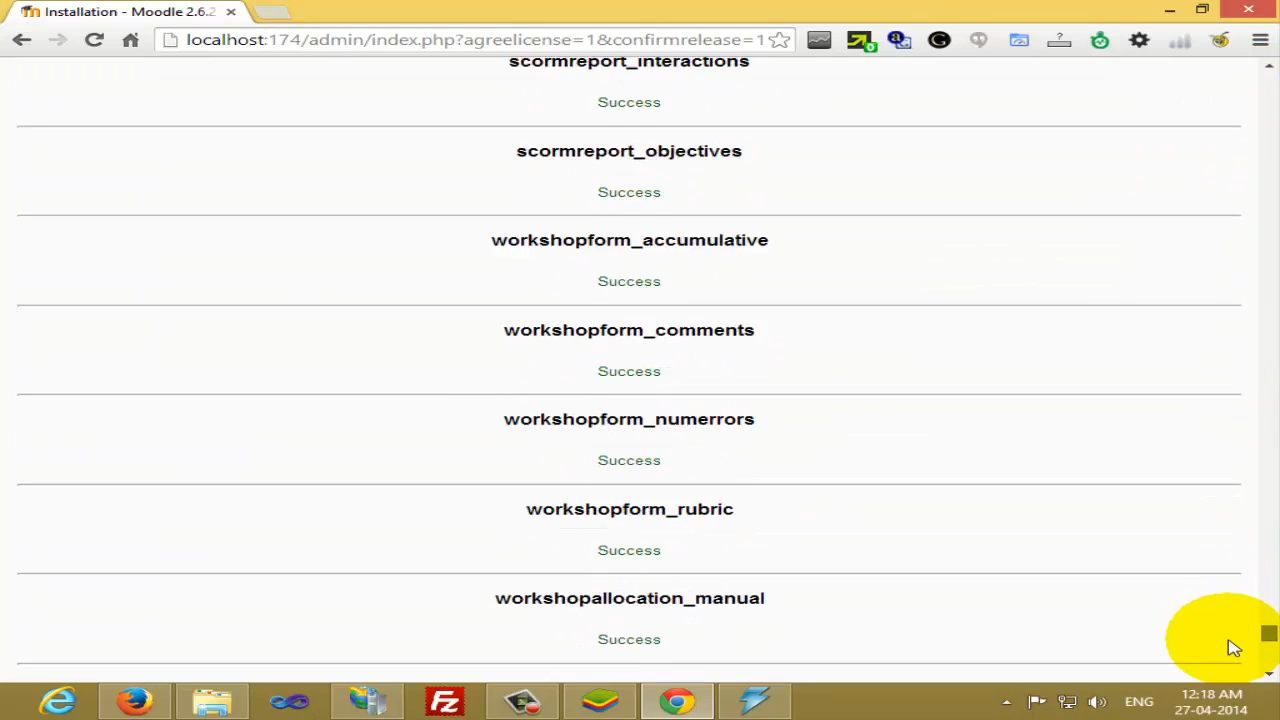 Installation - Moodle 2.6.2
localhost:174/admin/index.php?agreelicense=1&confirmrelease=1
scormreport_interactions
Success
scormreport_objectives
Success
workshopform_accumulative
Success
workshopform_comments
Success
workshopform_numerrors
Success
workshopform_rubric
Success
workshopallocation_manual
Success
ENG
12:18 AM
27-04-2014